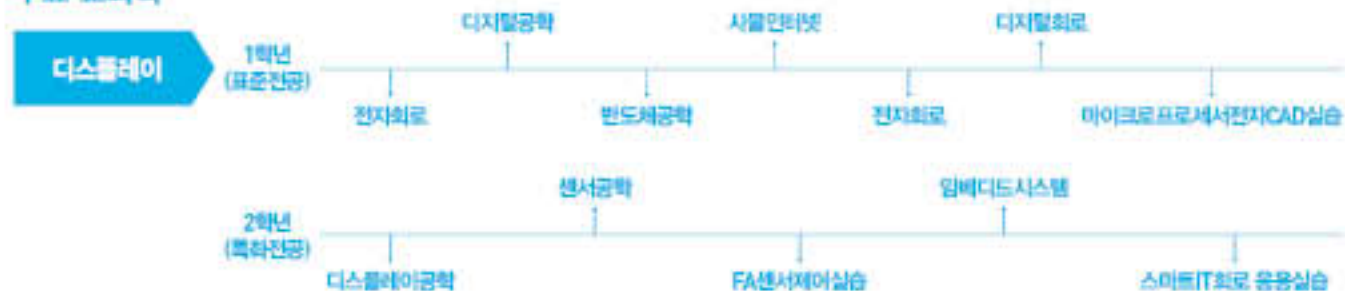 디스플레이
1학년
(표준전공)
디지털공학
사물인터넷
디지털회로
전자회로
반도체공학
전자회로
마이크로프로세서전자CAD실습
2학년
(특화전공)
센서공학
임베디드시스템
디스플레이공학
FA센서제어실습
스마트IT회로 응용실습